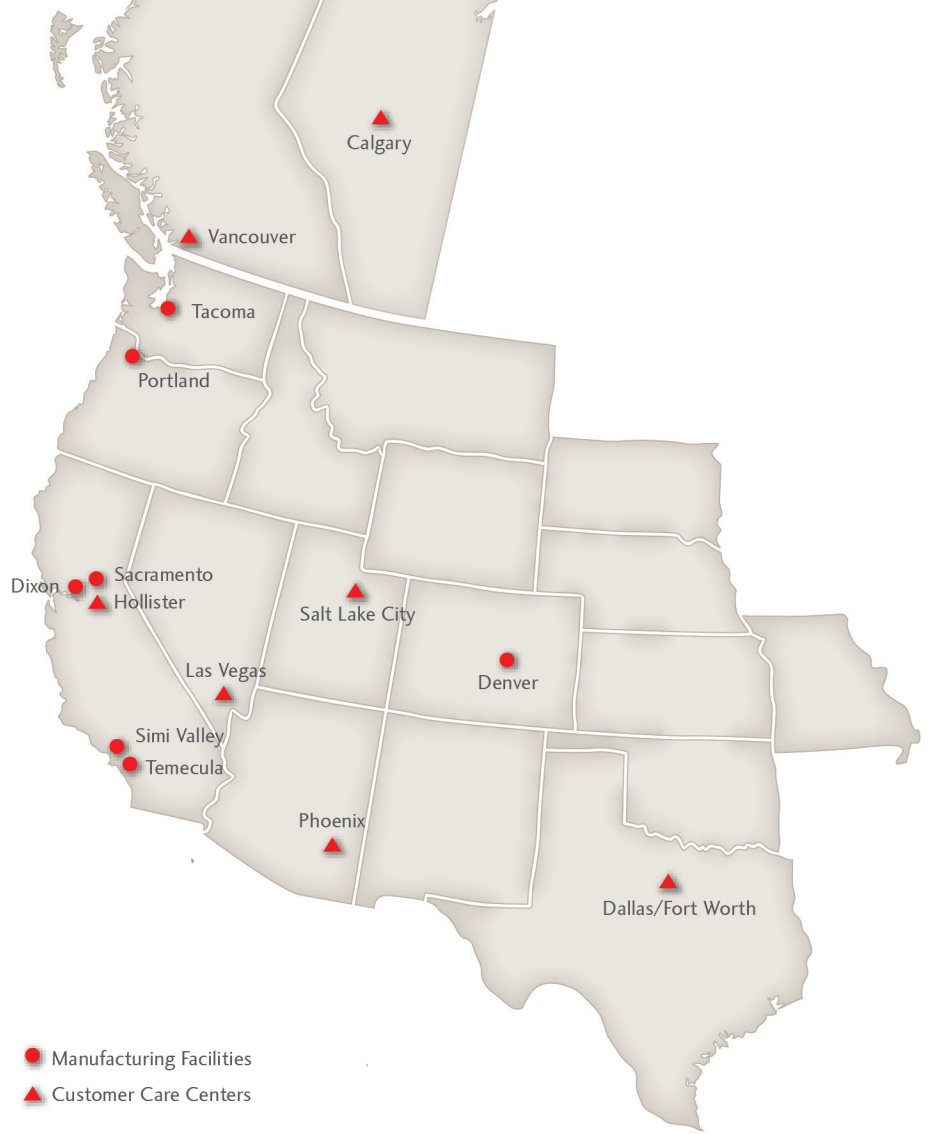 Calgary
Vancouver
Tacoma
Portland
Sacramento
Dixon
Hollister
Salt Lake City
Las Vegas
Denver
Simi Valley
Temecula
Phoenix
Dallas/Fort Worth
Manufacturing Facilities
Customer Care Centers